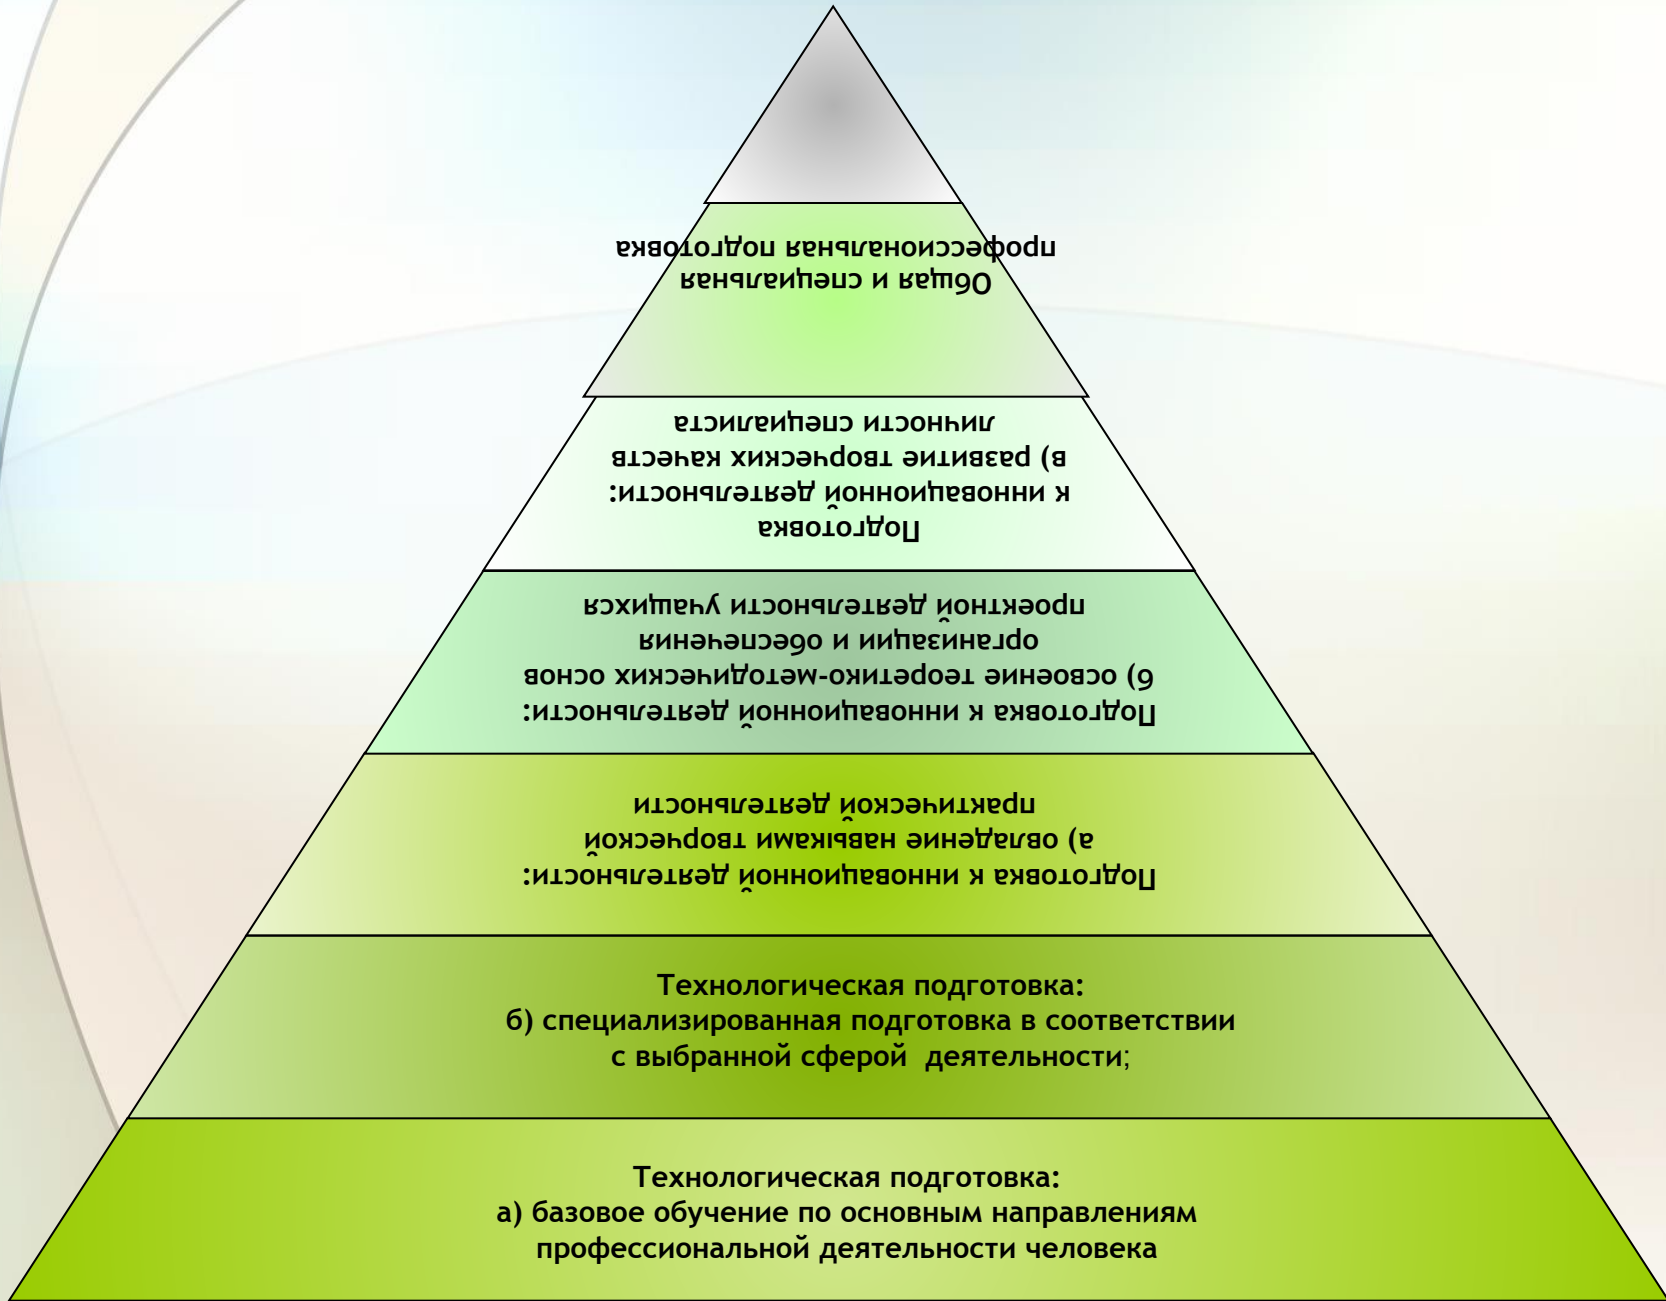 Общая и специальная
профессиональная подготовка
Подготовка
к инновационной деятельности:
в) развитие творческих качеств
личности специалиста
Подготовка к инновационной деятельности:
б) освоение теоретико-методических основ
организации и обеспечения
проектной деятельности учащихся
Подготовка к инновационной деятельности:
а) овладение навыками творческой
практической деятельности
Технологическая подготовка:
б) специализированная подготовка в соответствии
с выбранной сферой деятельности;
Технологическая подготовка:
а) базовое обучение по основным направлениям
профессиональной деятельности человека